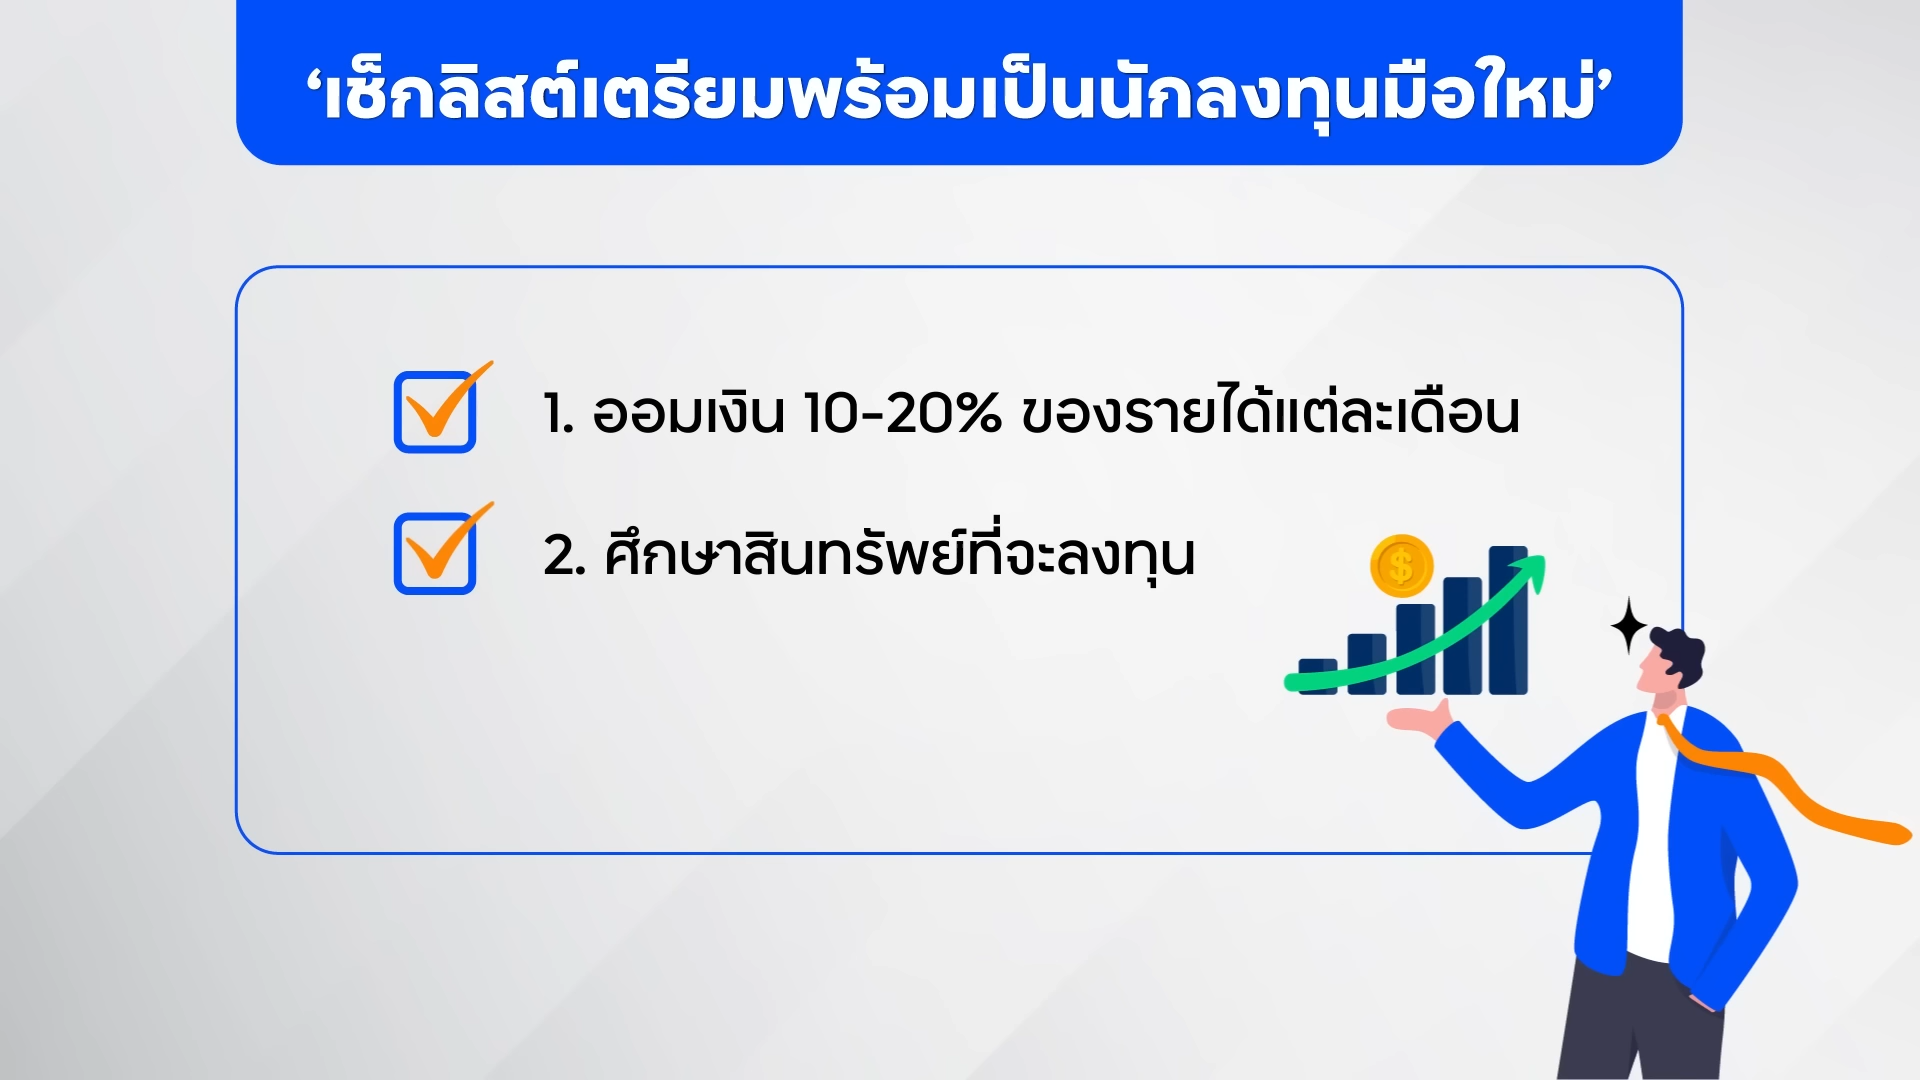 ‘เช็กลิสต์เตรียมพร้อมเป็นนักลงทุนมือใหม่’
1. ออมเงิน 10-20% ของรายได้แต่ละเดือน
2. ศึกษาสินทรัพย์ที่จะลงทุน
$